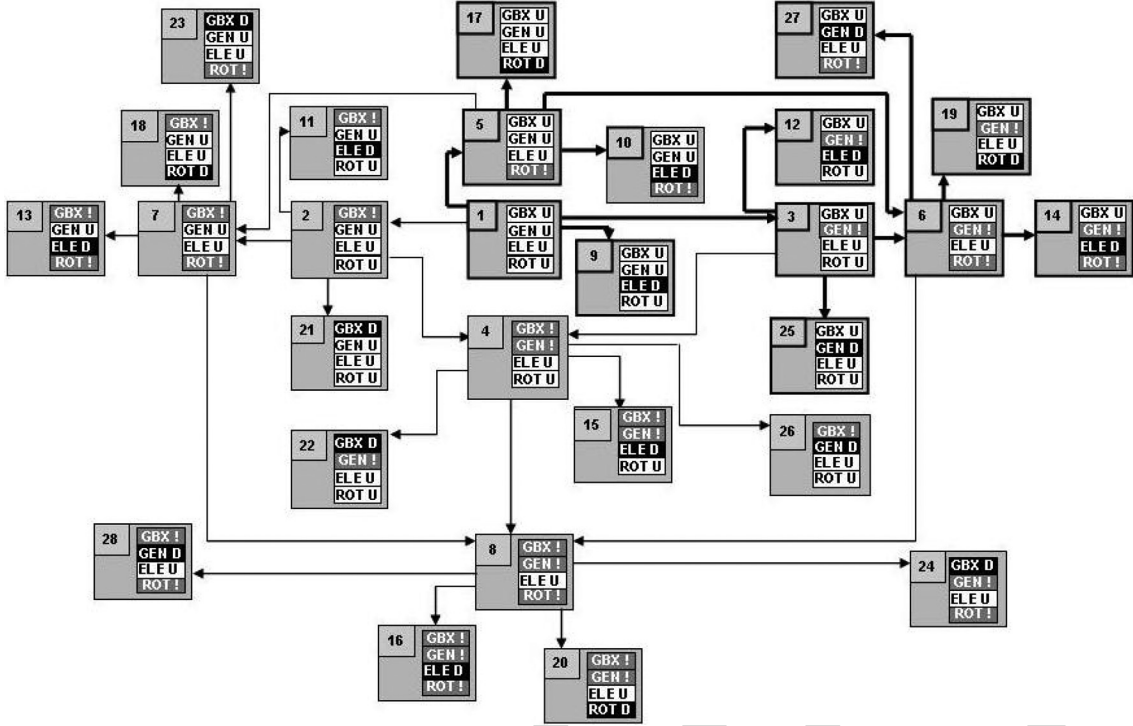 23
GBX D
GEN U
ELE U
ROT !
17
GBX U
GEN U
ELE U
ROT D
27
GBX U
GEN D
ELE U
ROT !
18
GBX !
GEN U
ELE U
ROT D
11
GBX !
GEN U
ELE D
ROT U
5
GBX U
GEN U
ELE U
ROT !
10
GBX U
GEN U
ELE D
ROT !
12
GBX U
GEN !
ELE D
ROT U
19
GBX U
GEN !
ELE U
ROT D
13
GBX !
GEN U
ELE D
ROT !
7
GBX !
GEN U
ELE U
ROT !
2
GBX !
GEN U
ELE U
ROT U
1
GBX U
GEN U
ELE U
ROT U
9
GBX U
GEN U
ELE D
ROT U
3
GBX U
GEN !
ELE U
ROT U
6
GBX U
GEN !
ELE U
ROT !
14
GBX U
GEN !
ELE D
ROT !
21
GBX D
GEN U
ELE U
ROT U
4
GBX !
GEN !
ELE U
ROT U
25
GBX U
GEN D
ELE U
ROT U
22
GBX D
GEN !
ELE U
ROT U
15
GBX !
GEN !
ELE D
ROT U
26
GBX !
GEN D
ELE U
ROT U
28
GBX !
GEN D
ELE U
ROT !
8
GBX !
GEN !
ELE U
ROT !
24
GBX D
GEN !
ELE U
ROT !
16
GBX !
GEN !
ELE D
ROT !
20
GBX !
GEN !
ELE U
ROT D